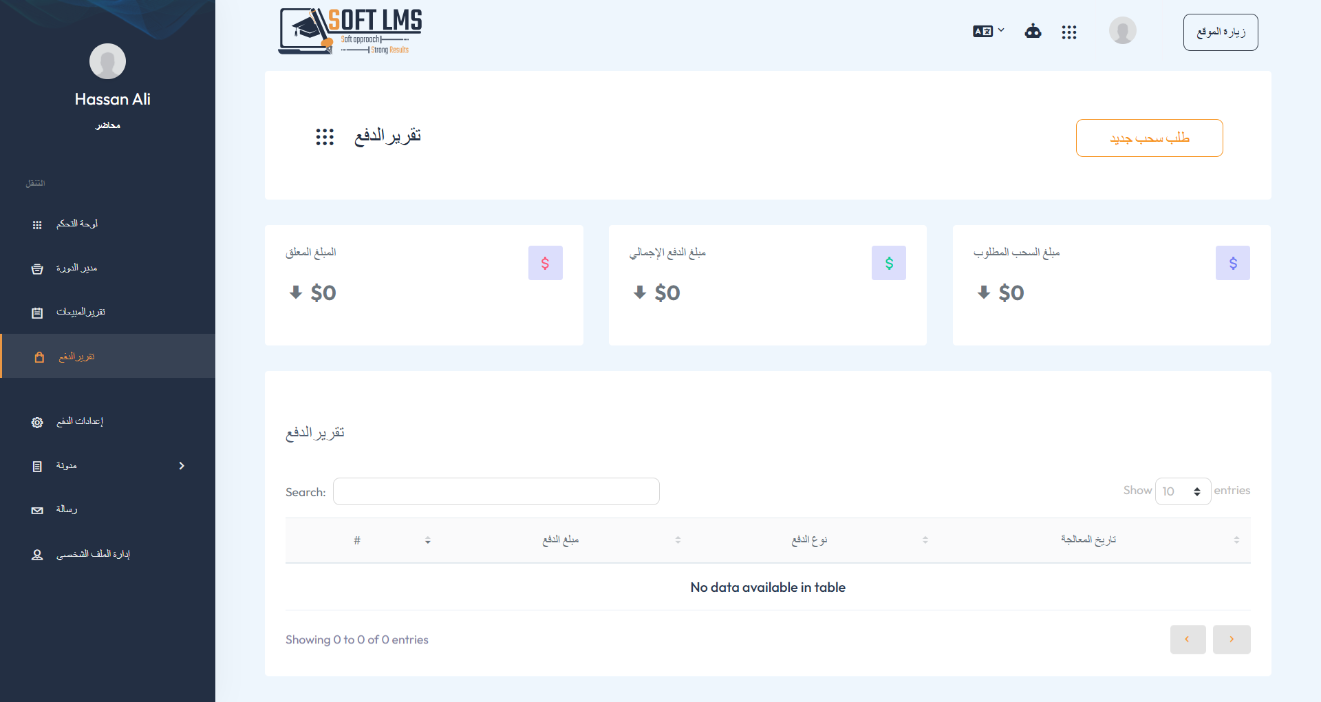 Hassan Ali
محاضر
التنقل
لوحة التحكم
مدير الدورة
تقرير المبيعات
تقرير الدفع
إعدادات الدفع
مدونة
رسالة
إدارة الملف الشخصي
SOFT LMS
Soft approach
Strong Results
زيارة الموقع
تقرير الدفع
طلب سحب جديد
المبلغ المعلق
$0
مبلغ الدفع الإجمالي
$0
مبلغ السحب المطلوب
$0
تقرير الدفع
Search:
Show 10 entries
# مبلغ الدفع نوع الدفع تاريخ المعالجة
No data available in table
Showing 0 to 0 of 0 entries